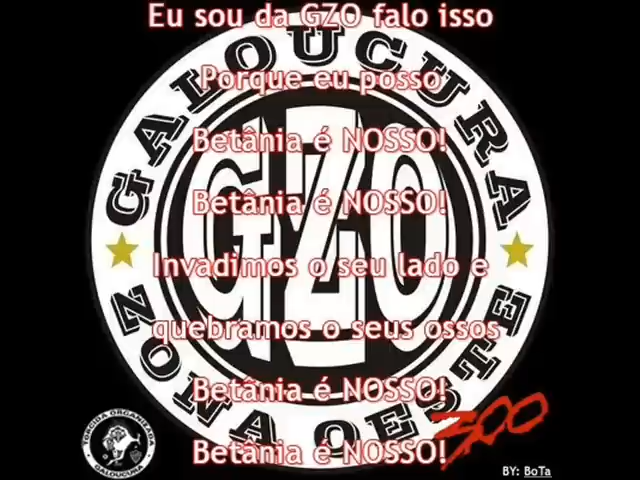 Eu sou da GZO falo isso
Porque eu posso
Betânia é NOSSO!
Betânia é NOSSO!
Invadimos o seu lado e
quebramos o seus ossos
Betânia é NOSSO!
Betânia é NOSSO!
GALOUCURA
GZO
ZONA OESTE
300
TORCIDA ORGANIZADA
GALOUCURA
BY: BoTa